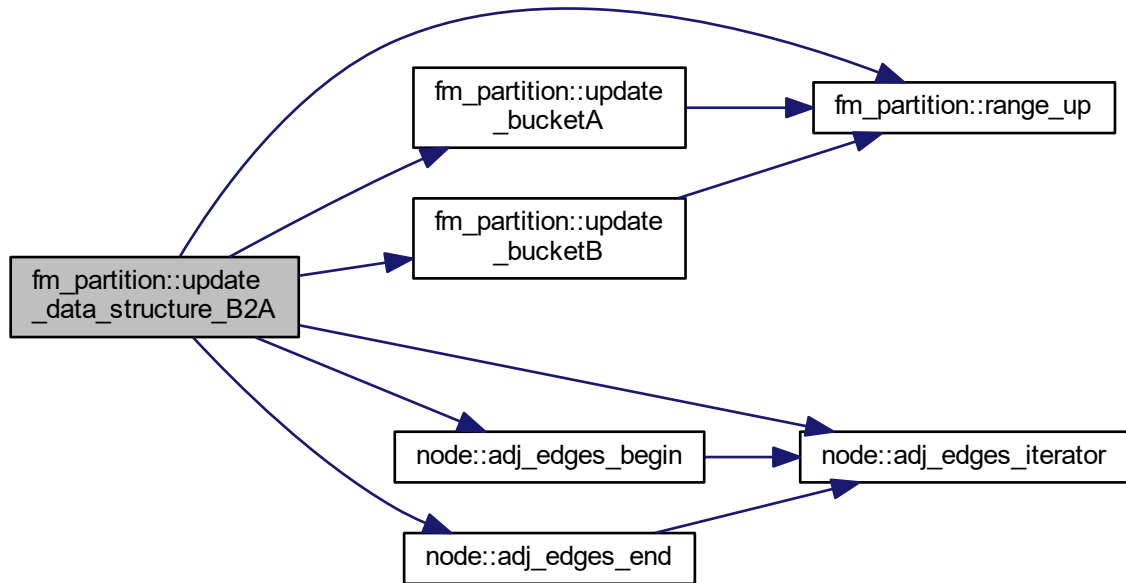 fm_partition::update
_data_structure_B2A
fm_partition::update
_bucketA
fm_partition::update
_bucketB
fm_partition::range_up
node::adj_edges_begin
node::adj_edges_iterator
node::adj_edges_end